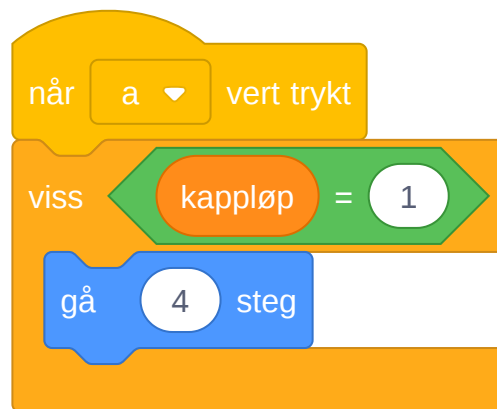 når a vert trykt
viss kappløp = 1
gå 4 steg